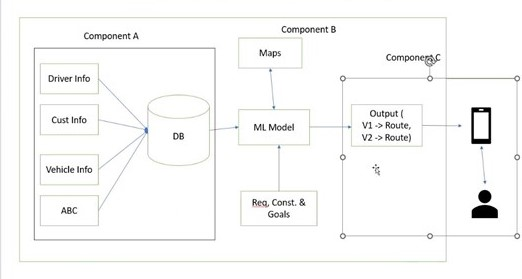 Component A
Component B
Component C
Driver Info
Cust Info
Vehicle Info
ABC
DB
Maps
ML Model
Req, Const. &
Goals
Output (
V1 -> Route,
V2 -> Route)